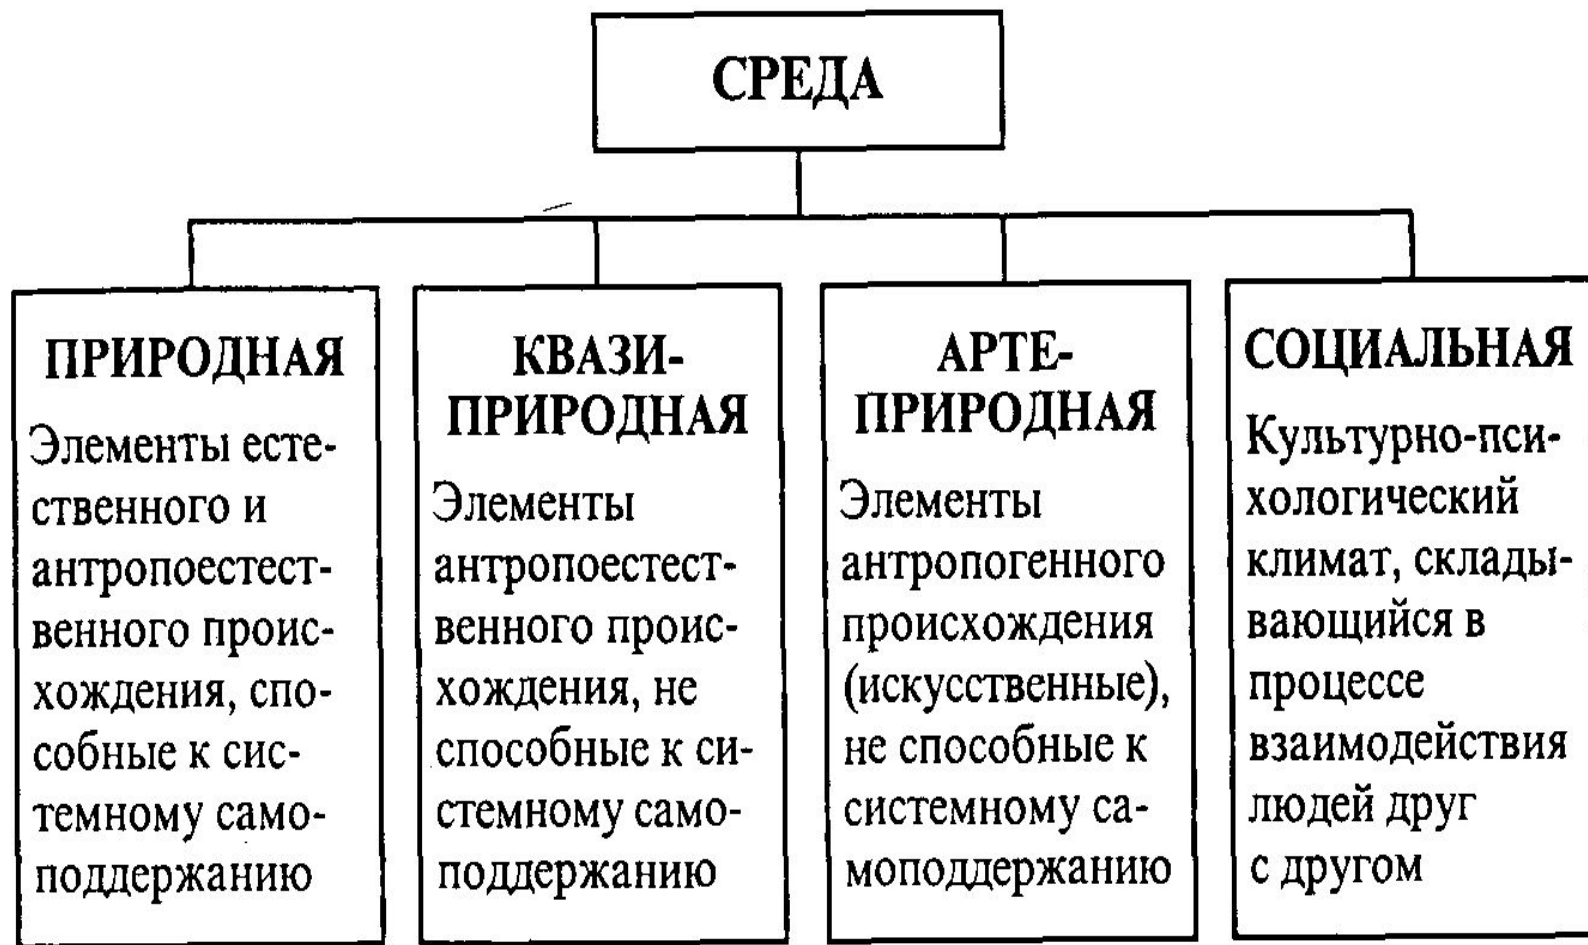 СРЕДА
ПРИРОДНАЯ
Элементы есте-
ственного и
антропоестест-
венного проис-
хождения, спо-
собные к сис-
темному само-
поддержанию
КВАЗИ-
ПРИРОДНАЯ
Элементы
антропоестест-
венного проис-
хождения, не
способные к си-
стемному само-
поддержанию
АРТЕ-
ПРИРОДНАЯ
Элементы
антропогенного
происхождения
(искусственные),
не способные к
системному са-
моподдержанию
СОЦИАЛЬНАЯ
Культурно-пси-
хологический
климат, склады-
вающийся в
процессе
взаимодействия
людей друг
с другом